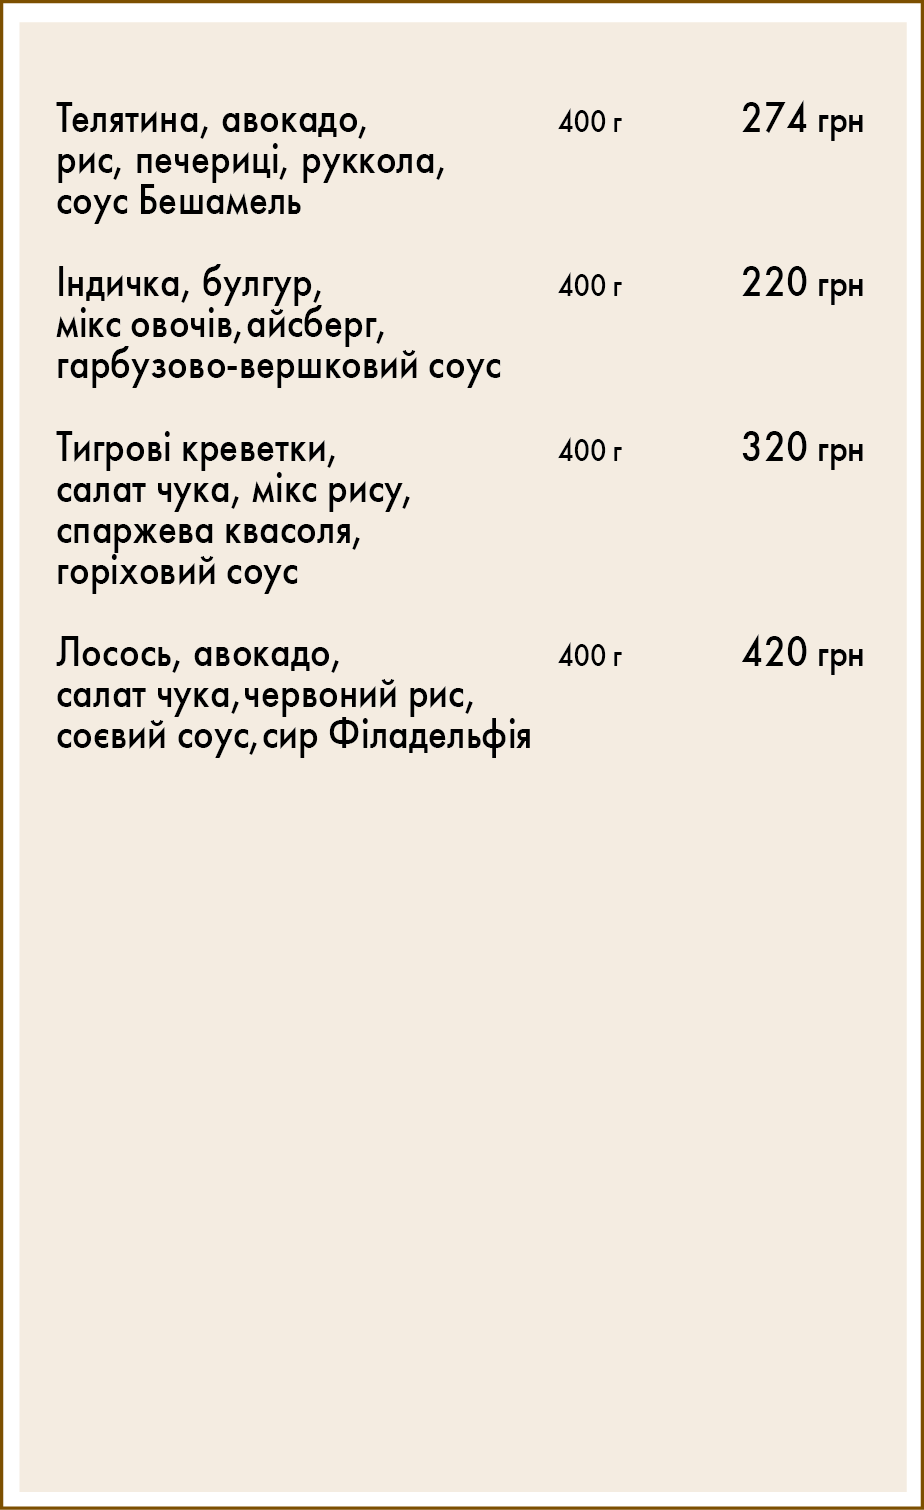 Телятина, авокадо, 400 г 274 грн
рис, печериці, руккола,
соус Бешамель
Індичка, булгур, 400 г 220 грн
мікс овочів, айсберг,
гарбузово-вершковий соус
Тигрові креветки, 400 г 320 грн
салат чука, мікс рису,
спаржева квасоля,
горіховий соус
Лосось, авокадо, 400 г 420 грн
салат чука, червоний рис,
соєвий соус, сир Філадельфія